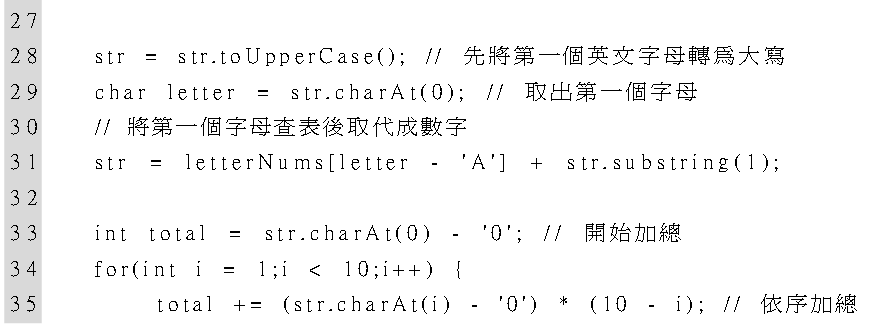 27
28 str = str.toUpperCase(); // 先將第一個英文字母轉為大寫
29 char letter = str.charAt(0); // 取出第一個字母
30 // 將第一個字母查表後取代成數字
31 str = letterNums[letter - 'A'] + str.substring(1);
32
33 int total = str.charAt(0) - '0'; // 開始加總
34 for(int i = 1;i < 10;i++) {
35 total += (str.charAt(i) - '0') * (10 - i); // 依序加總